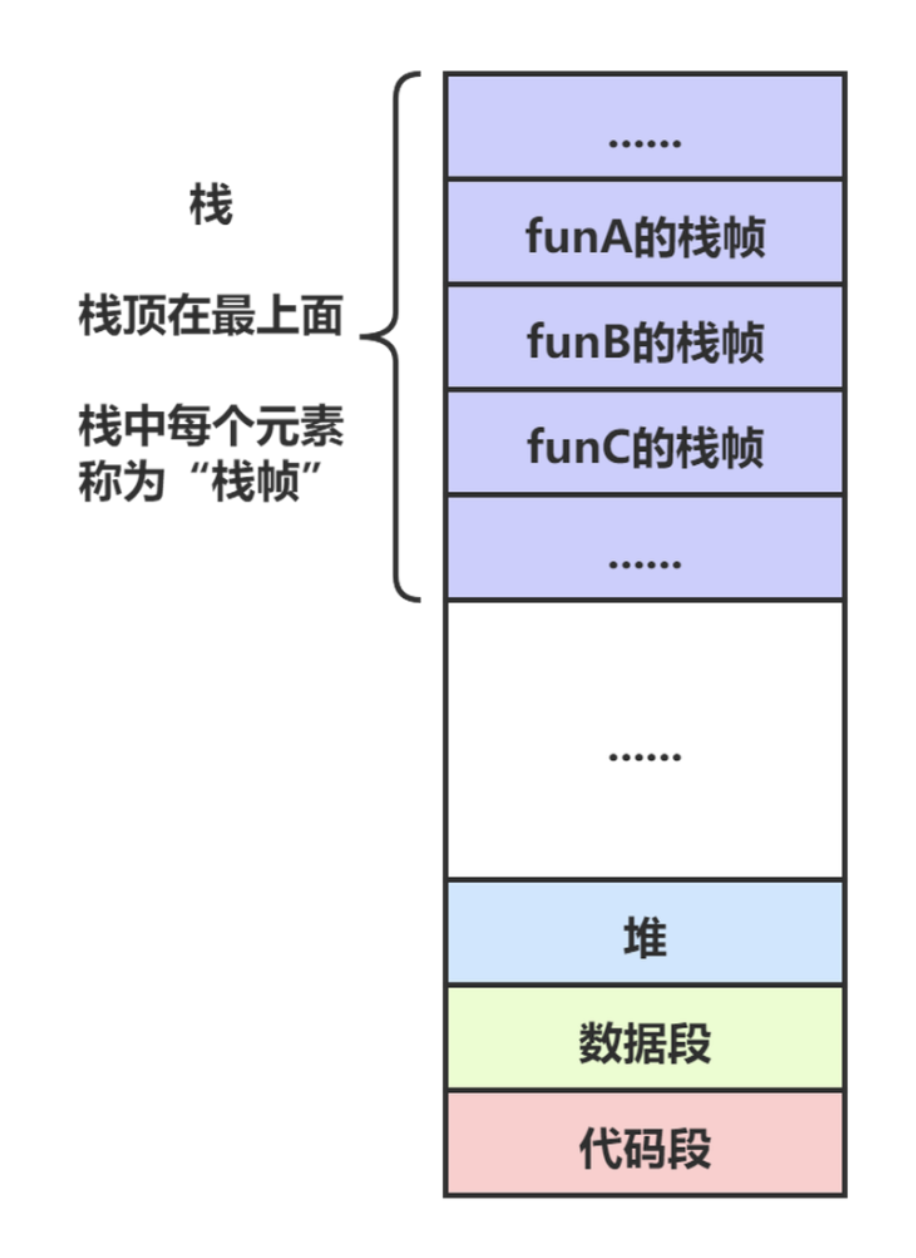 栈
栈顶在最上面
栈中每个元素
称为“栈帧”
......
funA的栈帧
funB的栈帧
funC的栈帧
......
......
堆
数据段
代码段